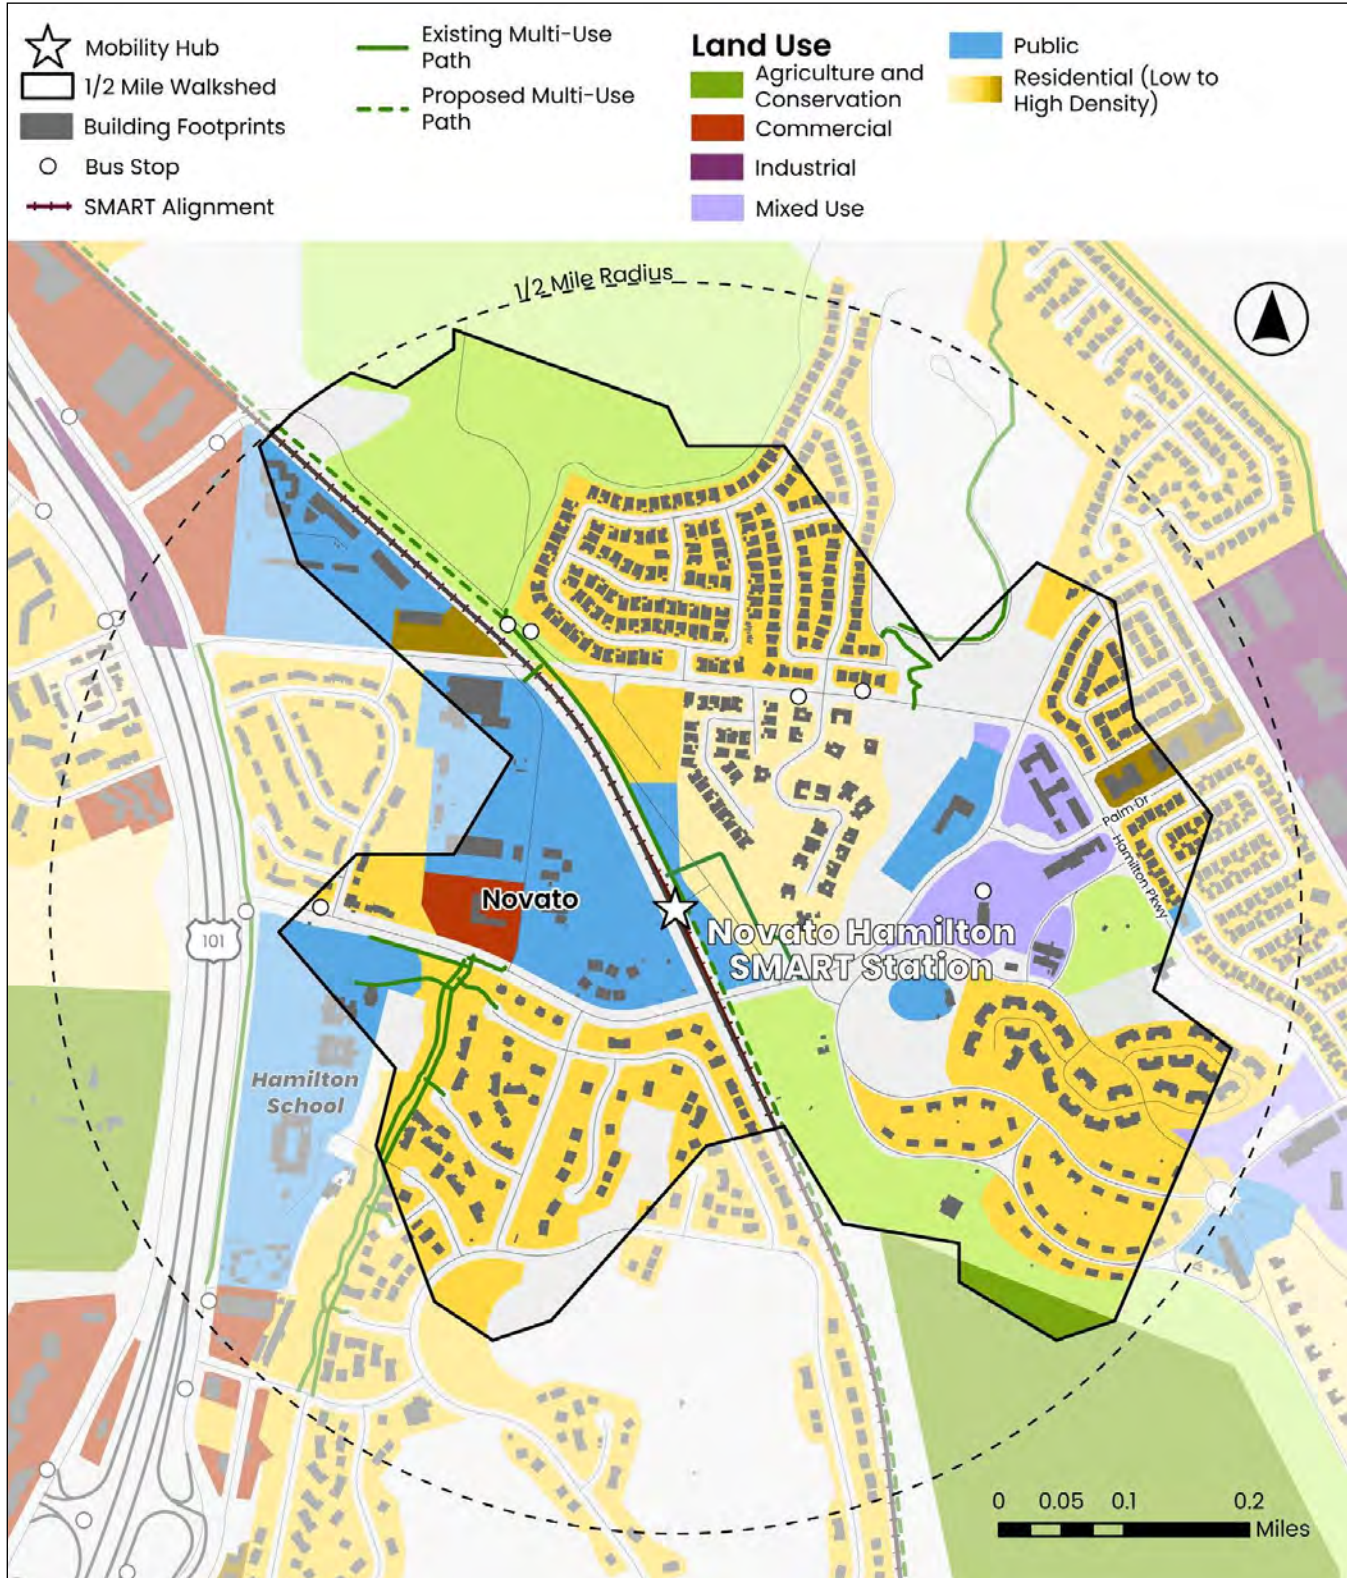 Mobility Hub
1/2 Mile Walkshed
Building Footprints
Bus Stop
SMART Alignment
Existing Multi-Use
Path
Proposed Multi-Use
Path
Land Use
Agriculture and
Conservation
Commercial
Industrial
Mixed Use
Public
Residential (Low to
High Density)
1/2 Mile Radius
Palm Dr
Hamilton Pkwy
Novato
Novato Hamilton
SMART Station
101
Hamilton
School
0 0.05 0.1 0.2
Miles